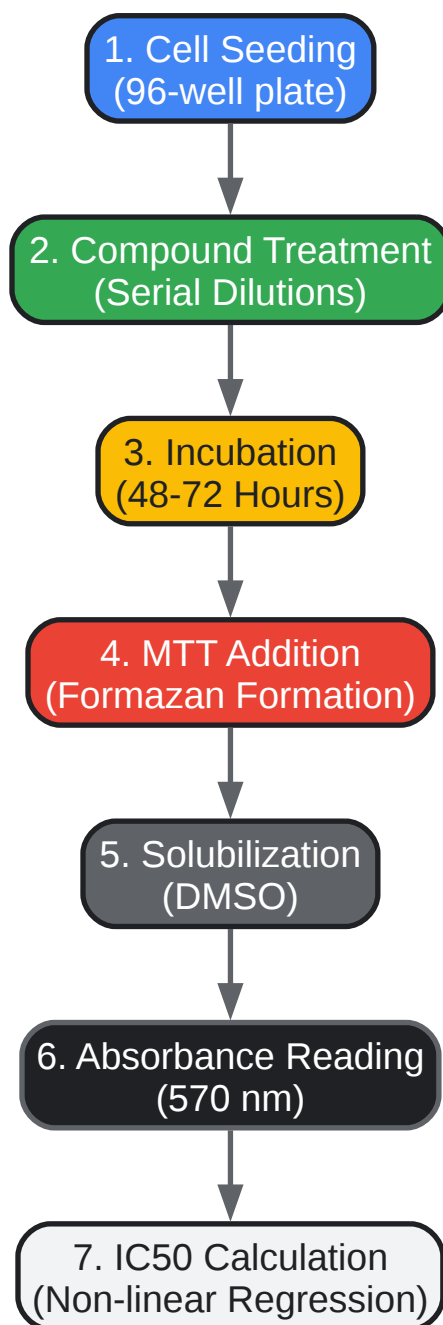 1. Cell Seeding
(96-well plate)
2. Compound Treatment
(Serial Dilutions)
3. Incubation
(48-72 Hours)
4. MTT Addition
(Formazan Formation)
5. Solubilization
(DMSO)
6. Absorbance Reading
(570 nm)
7. IC50 Calculation
(Non-linear Regression)